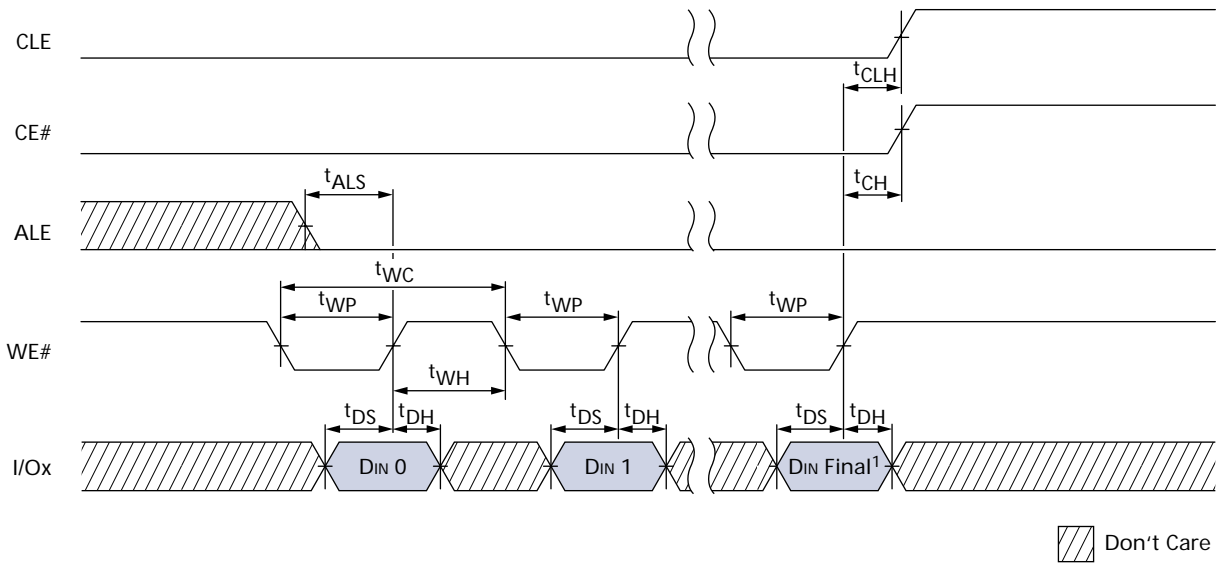 CLE
tCLH
CE#
tCH
tALS
ALE
tWC
tWP
tWP
tWP
WE#
tWH
tDS
tDH
tDS
tDH
tDS
tDH
I/Ox
DIN 0
DIN 1
DIN Final1
Don't Care